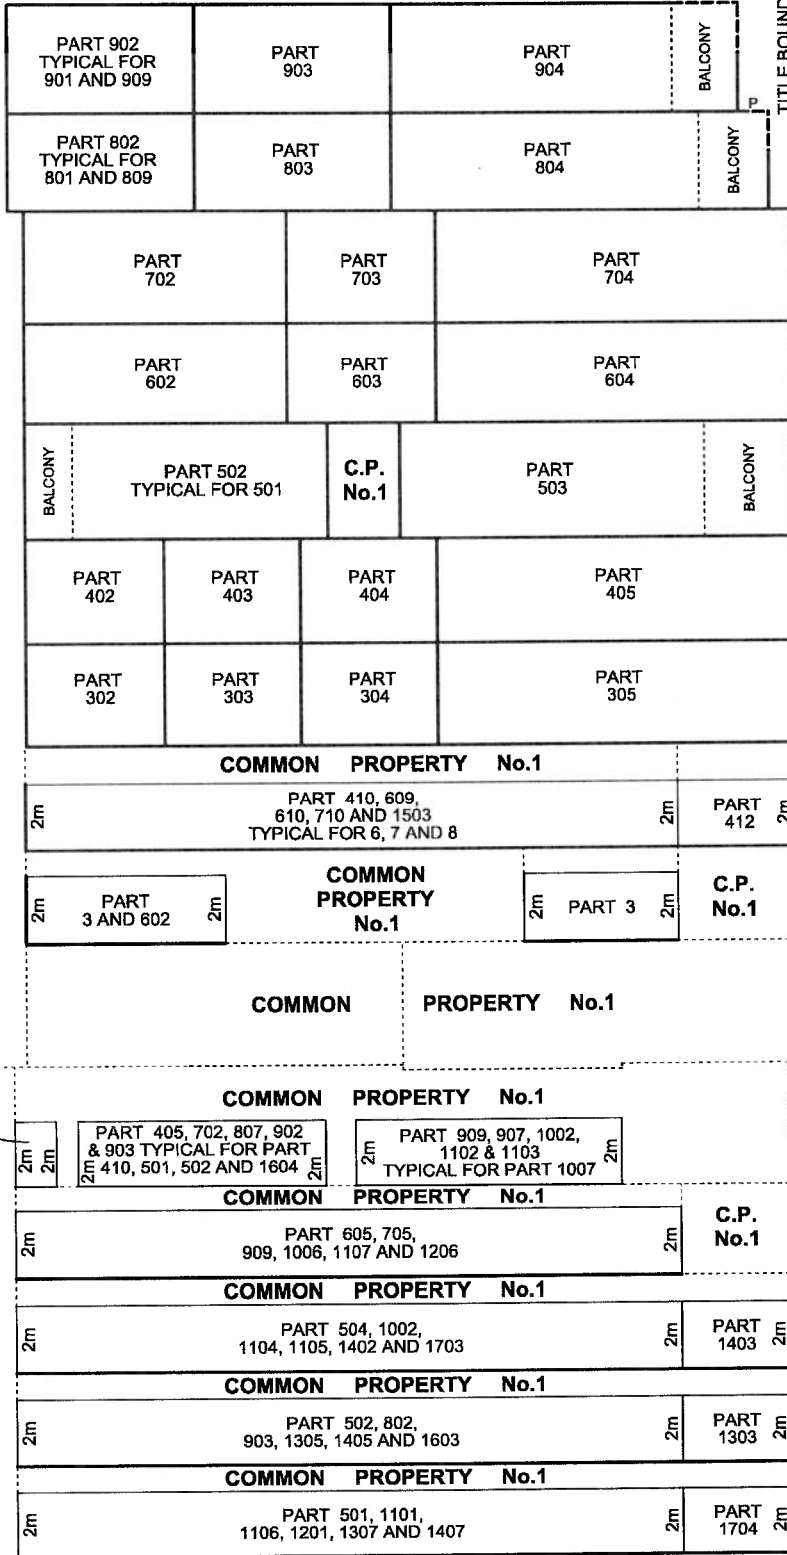 PART 902
TYPICAL FOR
901 AND 909
PART
903
PART
904
BALCONY
P
PART 802
TYPICAL FOR
801 AND 809
PART
803
PART
804
BALCONY
PART
702
PART
703
PART
704
PART
602
PART
603
PART
604
BALCONY
PART 502
TYPICAL FOR 501
C.P.
No.1
PART
503
BALCONY
PART
402
PART
403
PART
404
PART
405
PART
302
PART
303
PART
304
PART
305
COMMON PROPERTY No.1
2m
PART 410, 609,
610, 710 AND 1503
TYPICAL FOR 6, 7 AND 8
2m
PART
412
2m
2m
PART
3 AND 602
2m
COMMON
PROPERTY
No.1
2m
PART 3
2m
C.P.
No.1
COMMON PROPERTY No.1
COMMON PROPERTY No.1
2m
2m
PART 405, 702, 807, 902
& 903 TYPICAL FOR PART
2m 410, 501, 502 AND 1604 2m
2m
PART 909, 907, 1002,
1102 & 1103
TYPICAL FOR PART 1007
2m
COMMON PROPERTY No.1
2m
PART 605, 705,
909, 1006, 1107 AND 1206
2m
C.P.
No.1
COMMON PROPERTY No.1
2m
PART 504, 1002,
1104, 1105, 1402 AND 1703
2m
PART
1403
2m
COMMON PROPERTY No.1
2m
PART 502, 802,
903, 1305, 1405 AND 1603
2m
PART
1303
2m
COMMON PROPERTY No.1
2m
PART 501, 1101,
1106, 1201, 1307 AND 1407
2m
PART
1704
2m
TITLE BOUND